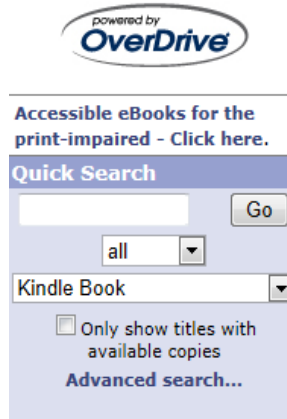 powered by
OverDrive
Accessible eBooks for the
print-impaired - Click here.
Quick Search
Go
all
Kindle Book
Only show titles with
available copies
Advanced search...